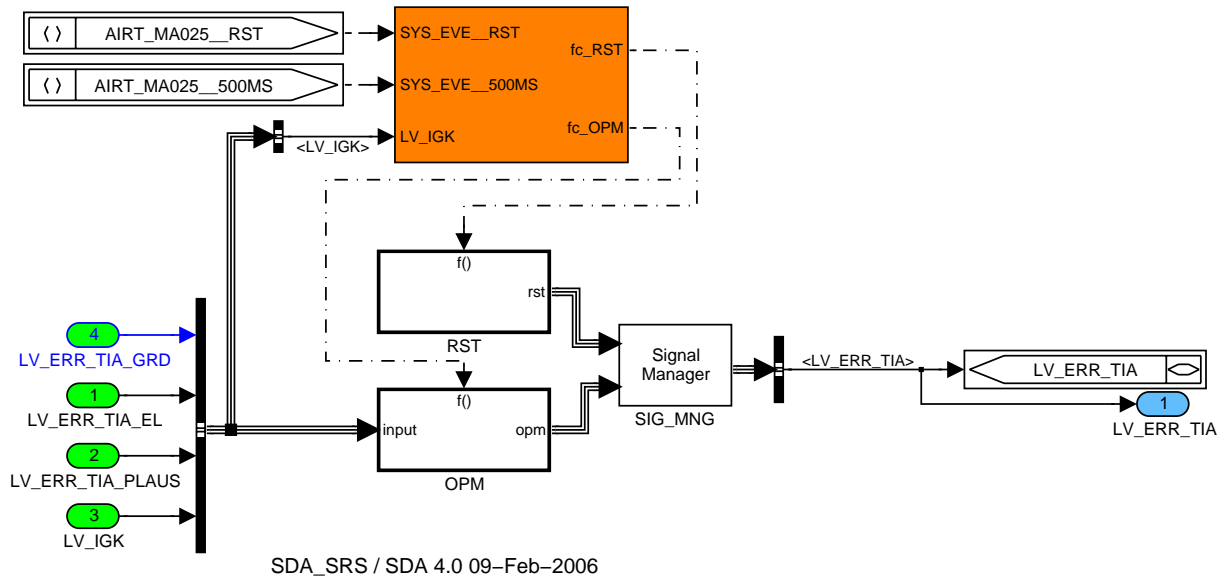 AIRT_MA025__RST
AIRT_MA025__500MS
SYS_EVE__RST
SYS_EVE__500MS
LV_IGK
fc_RST
fc_OPM
<LV_IGK>
f()
rst
RST
4
LV_ERR_TIA_GRD
1
LV_ERR_TIA_EL
2
LV_ERR_TIA_PLAUS
3
LV_IGK
f()
input
opm
OPM
Signal
Manager
SIG_MNG
<LV_ERR_TIA>
LV_ERR_TIA
1
LV_ERR_TIA
SDA_SRS / SDA 4.0 09−Feb−2006